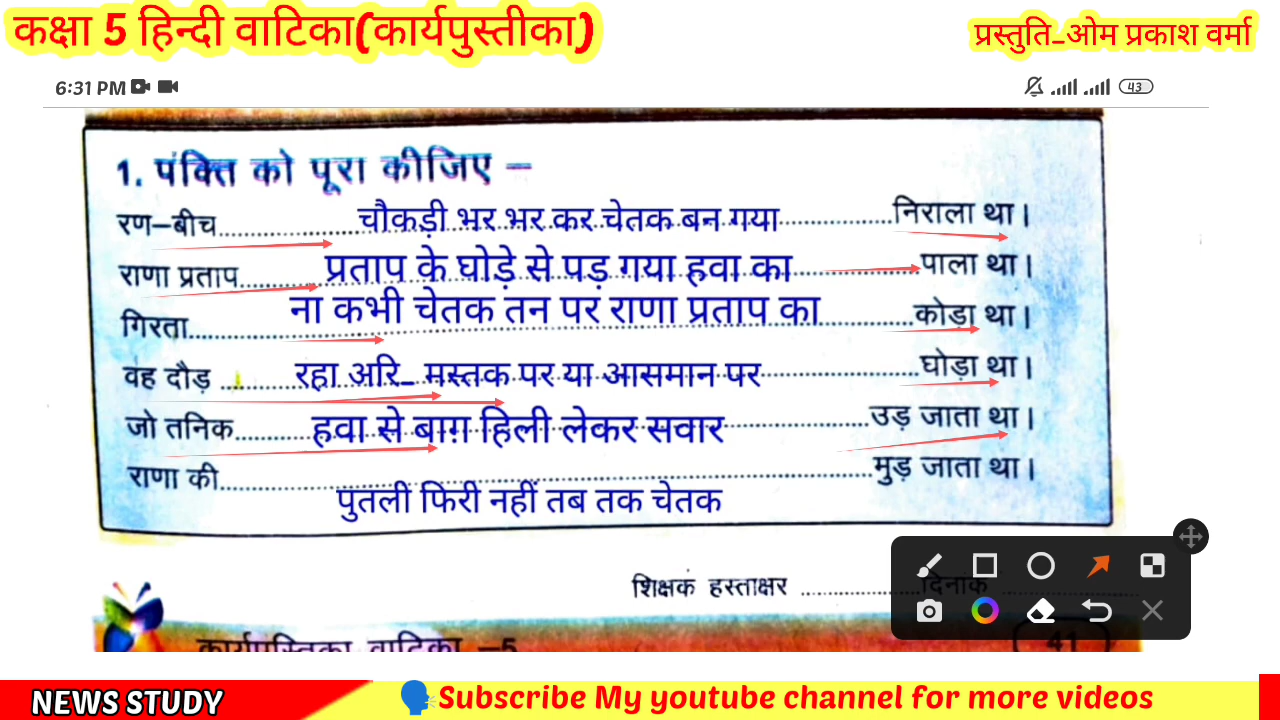 कक्षा 5 हिन्दी वाटिका(कार्यपुस्तीका)
प्रस्तुति-ओम प्रकाश वर्मा
6:31 PM
43
1. पंक्ति को पूरा कीजिए –
रण–बीच.....चौकड़ी भर भर कर चेतक बन गया.....निराला था।
राणा प्रताप.....प्रताप के घोड़े से पड़ गया हवा का.....पाला था।
गिरता.....ना कभी चेतक तन पर राणा प्रताप का.....कोड़ा था।
वह दौड़ .....रहा अरि- मस्तक पर या आसमान पर.....घोड़ा था।
जो तनिक.....हवा से बाग़ हिली लेकर सवार.....उड़ जाता था।
राणा की.....पुतली फिरी नहीं तब तक चेतक.....मुड़ जाता था।
शिक्षक हस्ताक्षर .....दिनांक .....
कार्यपुस्तिका वाटिका –5
41
NEWS STUDY
Subscribe My youtube channel for more videos